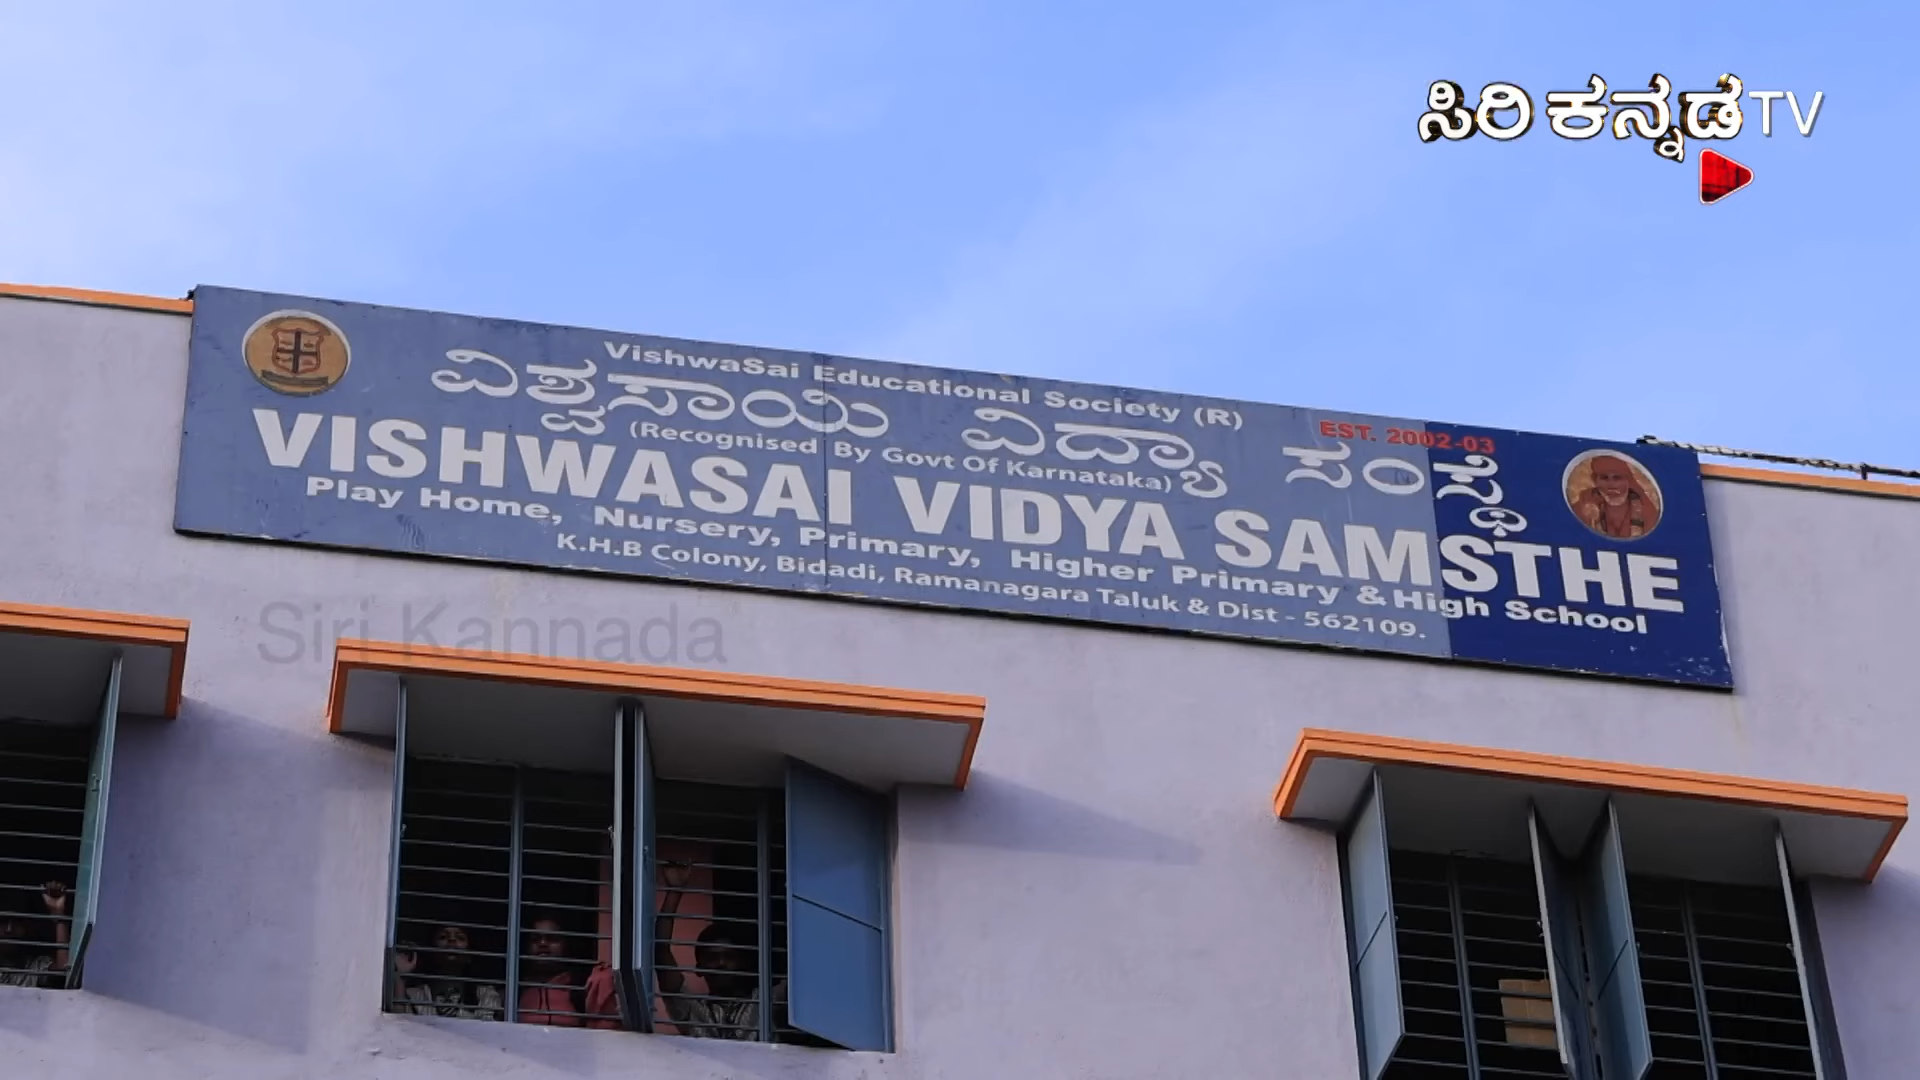 ಸಿರಿ ಕನ್ನಡ TV
VishwaSai Educational Society (R)
ವಿಶ್ವಸಾಯಿ ವಿದ್ಯಾ ಸಂಸ್ಥೆ
EST. 2002-03
(Recognised By Govt Of Karnataka)
VISHWASAI VIDYA SAMSTHE
Play Home, Nursery, Primary, Higher Primary & High School
K.H.B Colony, Bidadi, Ramanagara Taluk & Dist - 562109.
Siri Kannada